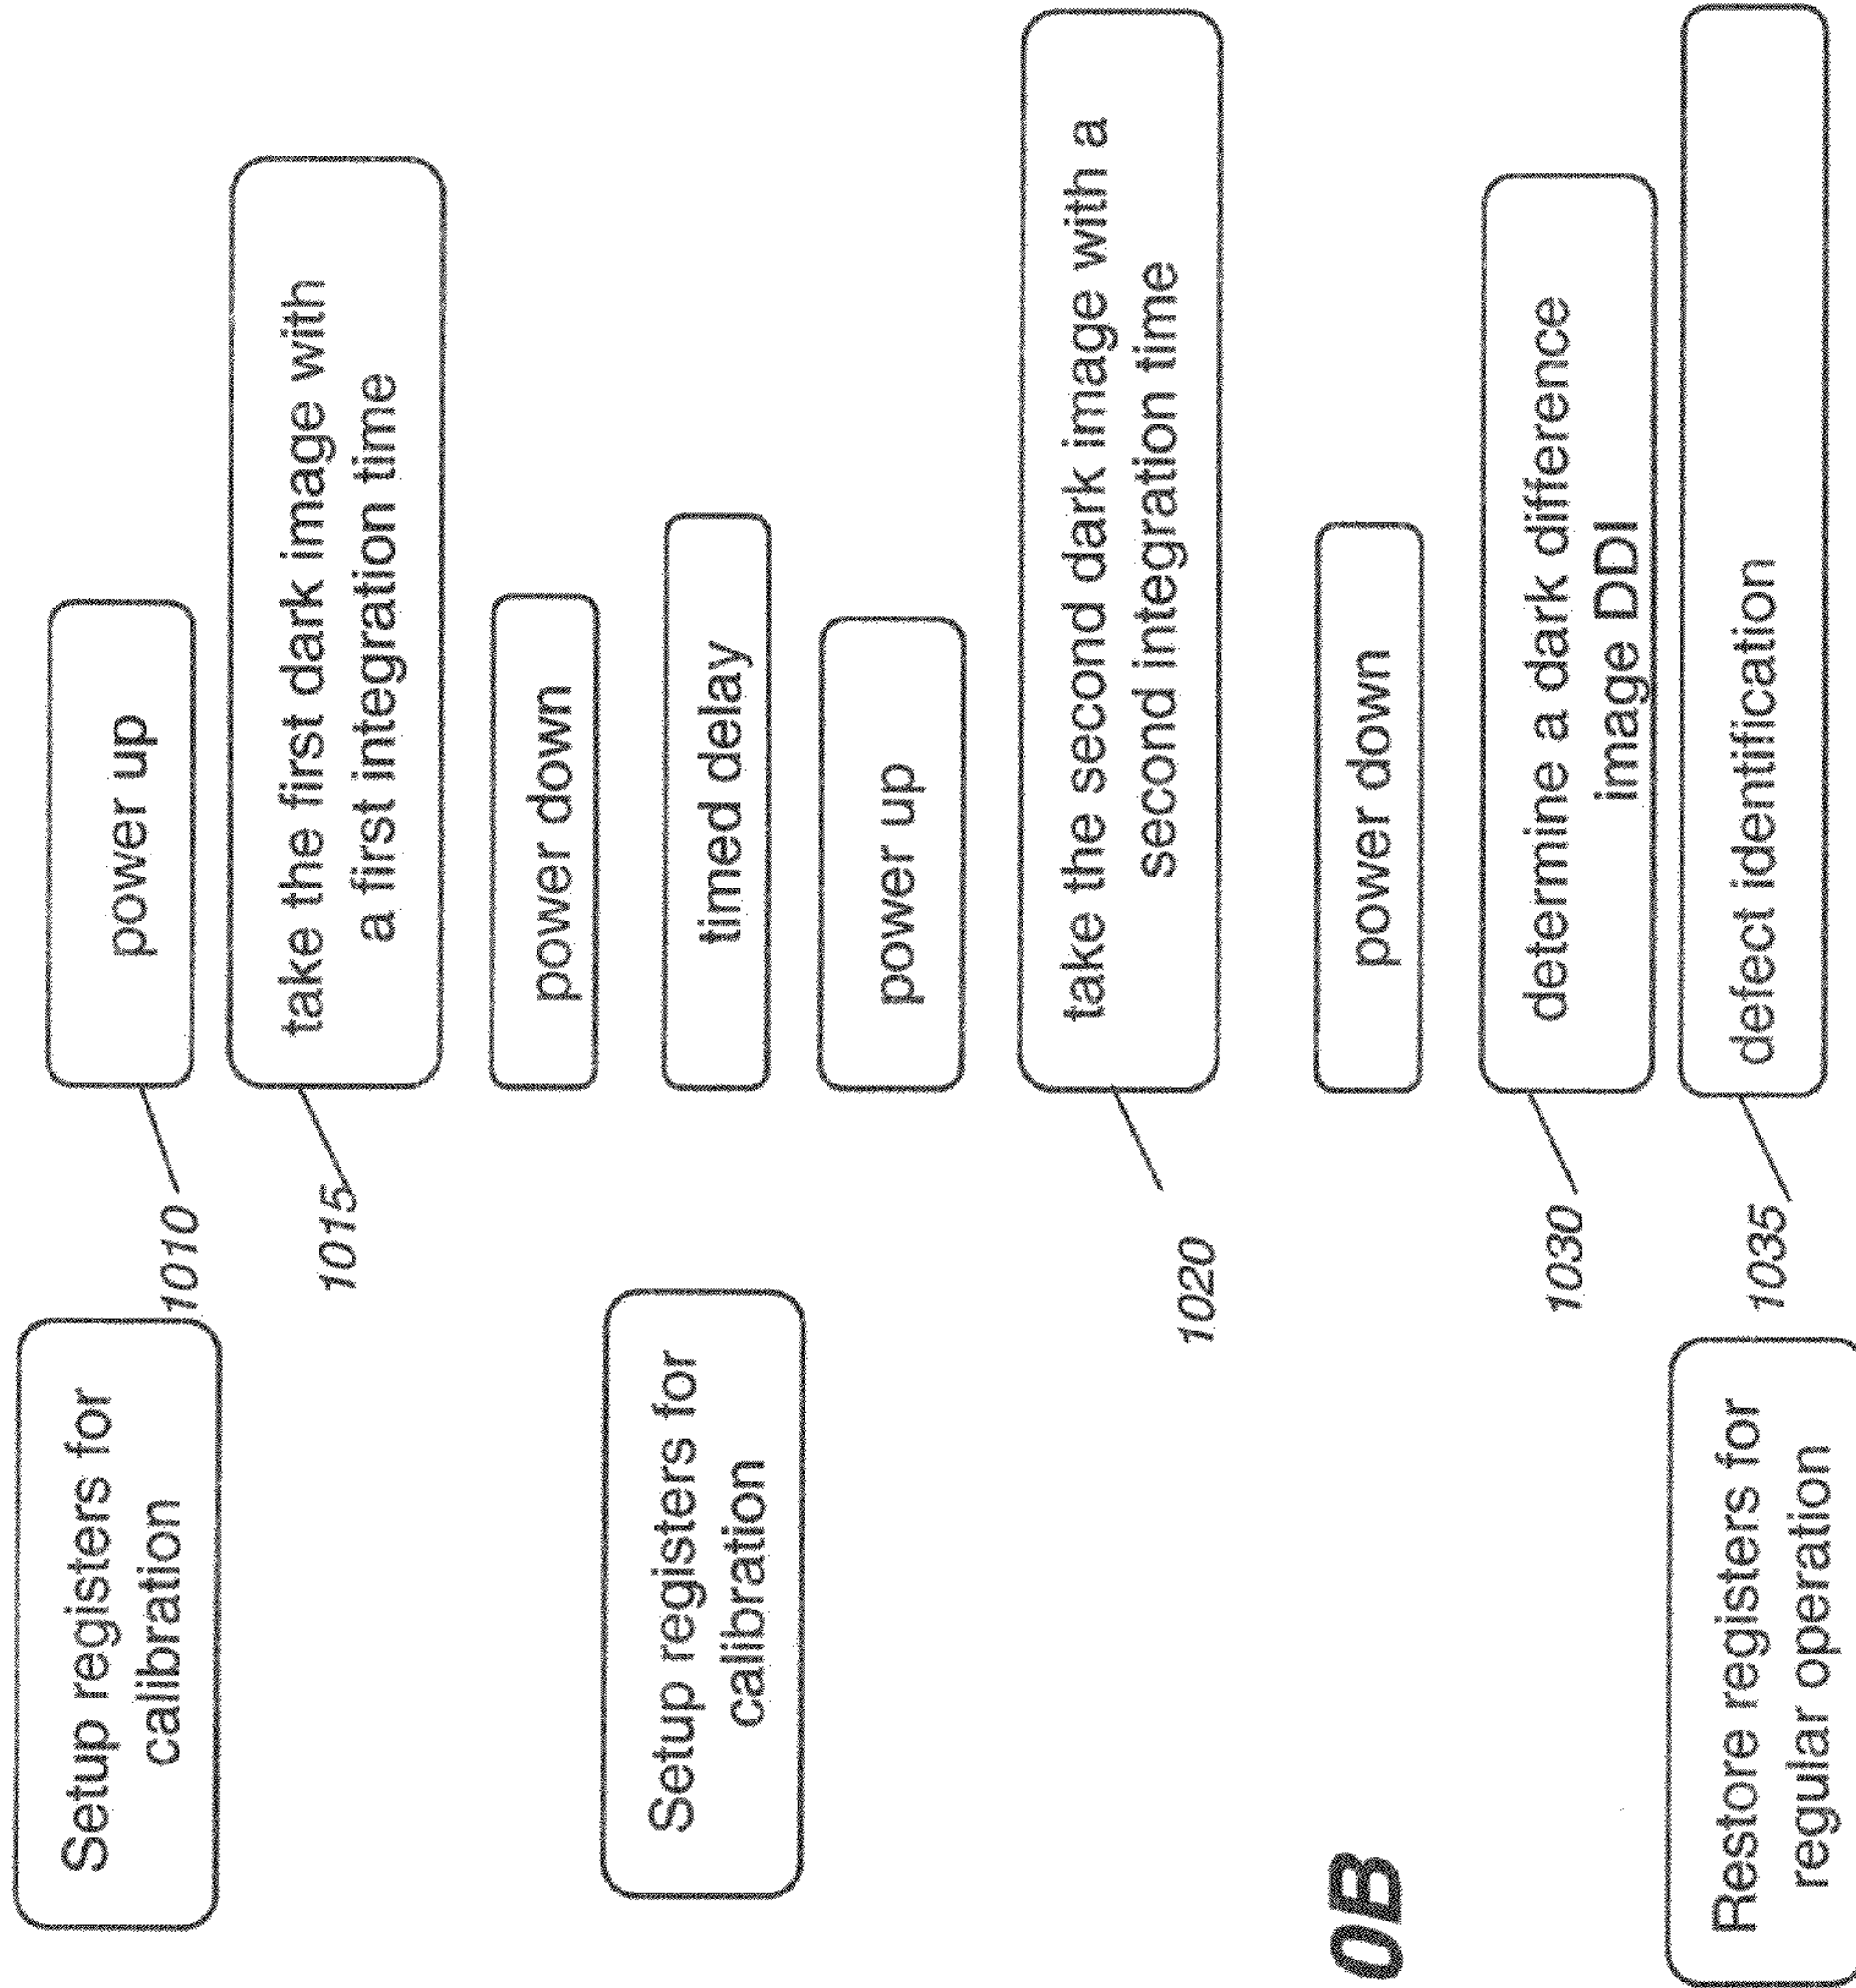 Setup registers for
calibration
power up
1010
take the first dark image with
a first integration time
1015
power down
Setup registers for
calibration
timed delay
power up
take the second dark image with a
second integration time
1020
power down
0B
determine a dark difference
image DDI
1030
defect identification
1035
Restore registers for
regular operation